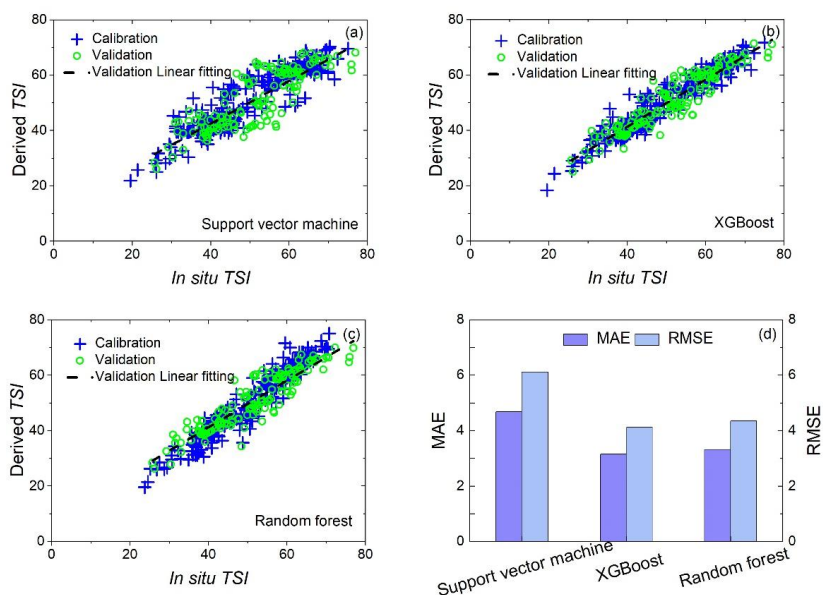 (a)
Calibration
Validation
Validation Linear fitting
80
60
40
20
0
Derived TSI
Support vector machine
0 20 40 60 80
In situ TSI
(b)
Calibration
Validation
Validation Linear fitting
80
60
40
20
0
Derived TSI
XGBoost
0 20 40 60 80
In situ TSI
(c)
Calibration
Validation
Validation Linear fitting
80
60
40
20
0
Derived TSI
Random forest
0 20 40 60 80
In situ TSI
(d)
MAE RMSE
8
6
4
2
0
MAE
8
6
4
2
0
RMSE
Support vector machine
XGBoost
Random forest